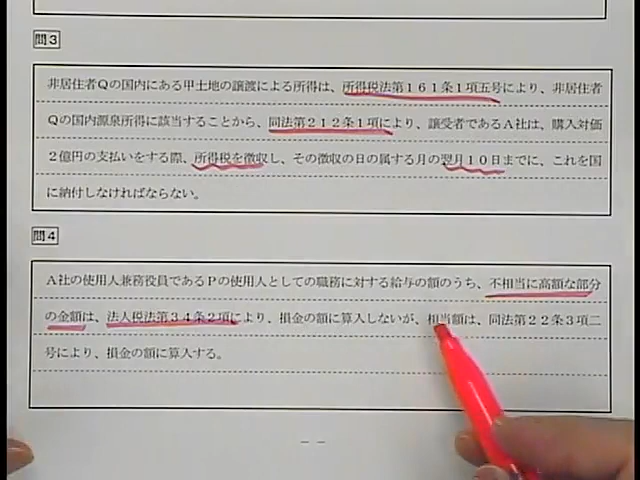 問３
非居住者Ｑの国内にある甲土地の譲渡による所得は、所得税法第１６１条１項五号により、非居住者
Ｑの国内源泉所得に該当することから、同法第２１２条１項により、譲受者であるＡ社は、購入対価
２億円の支払いをする際、所得税を徴収し、その徴収の日の属する月の翌月１０日までに、これを国
に納付しなければならない。
問４
Ａ社の使用人兼務役員であるＰの使用人としての職務に対する給与の額のうち、不相当に高額な部分
の金額は、法人税法第３４条２項により、損金の額に算入しないが、相当額は、同法第２２条３項二
号により、損金の額に算入する。
－ －